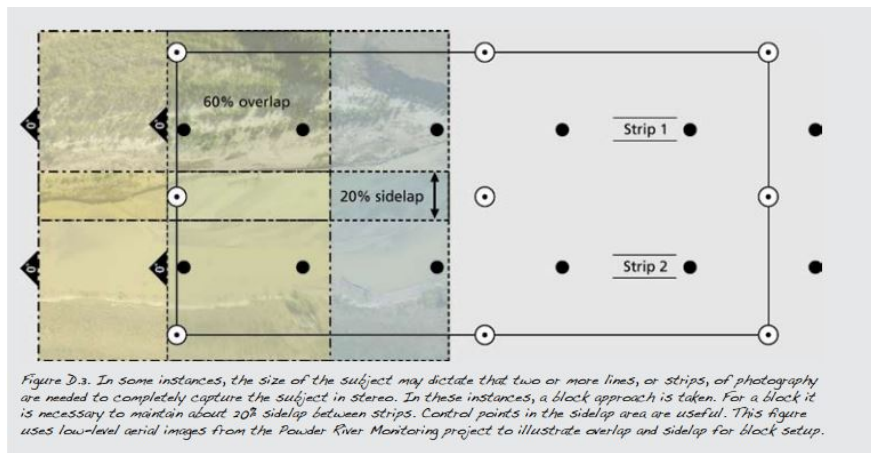 60% overlap
Strip 1
20% sidelap
Strip 2
Figure D.3. In some instances, the size of the subject may dictate that two or more lines, or strips, of photography
are needed to completely capture the subject in stereo. In these instances, a block approach is taken. For a block it
is necessary to maintain about 20% sidelap between strips. Control points in the sidelap area are useful. This figure
uses low-level aerial images from the Powder River Monitoring project to illustrate overlap and sidelap for block setup.